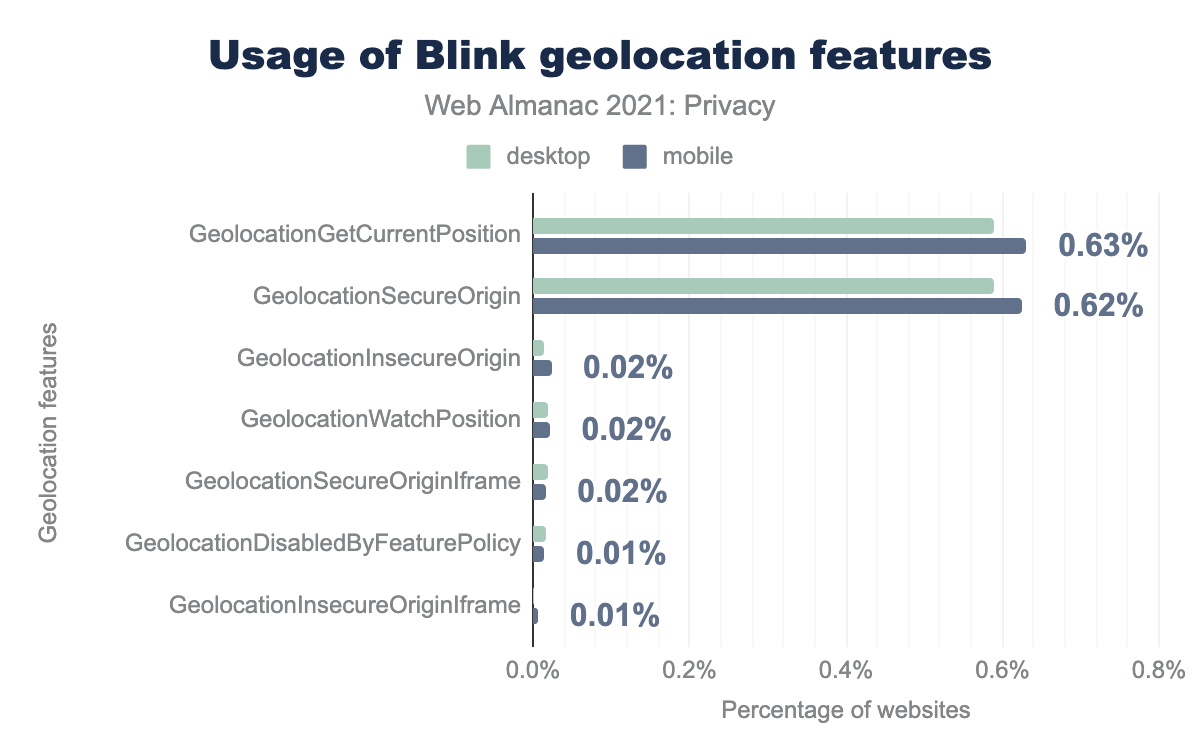 Usage of Blink geolocation features
Web Almanac 2021: Privacy
desktop
mobile
Geolocation features
GeolocationGetCurrentPosition
0.63%
GeolocationSecureOrigin
0.62%
GeolocationInsecureOrigin
0.02%
GeolocationWatchPosition
0.02%
GeolocationSecureOriginIframe
0.02%
GeolocationDisabledByFeaturePolicy
0.01%
GeolocationInsecureOriginIframe
0.01%
0.0%
0.2%
0.4%
0.6%
0.8%
Percentage of websites